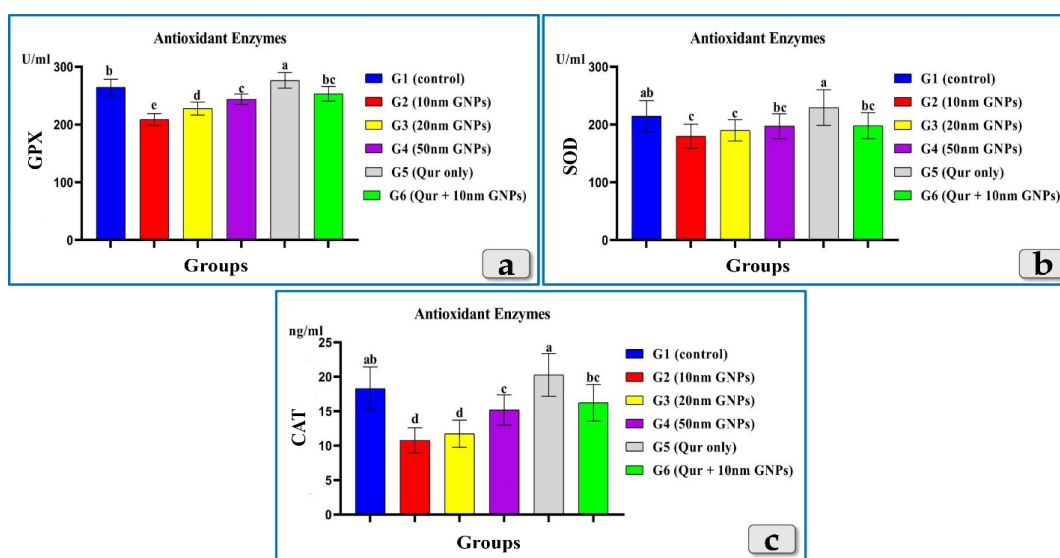 Antioxidant Enzymes
U/ml
300
200
100
0
GPX
b
e
d
c
a
bc
G1 (control)
G2 (10nm GNPs)
G3 (20nm GNPs)
G4 (50nm GNPs)
G5 (Qur only)
G6 (Qur + 10nm GNPs)
Groups
a
Antioxidant Enzymes
U/ml
300
200
100
0
SOD
ab
c
c
bc
a
bc
G1 (control)
G2 (10nm GNPs)
G3 (20nm GNPs)
G4 (50nm GNPs)
G5 (Qur only)
G6 (Qur + 10nm GNPs)
Groups
b
Antioxidant Enzymes
ng/ml
25
20
15
10
5
0
CAT
ab
d
d
c
a
bc
G1 (control)
G2 (10nm GNPs)
G3 (20nm GNPs)
G4 (50nm GNPs)
G5 (Qur only)
G6 (Qur + 10nm GNPs)
Groups
c